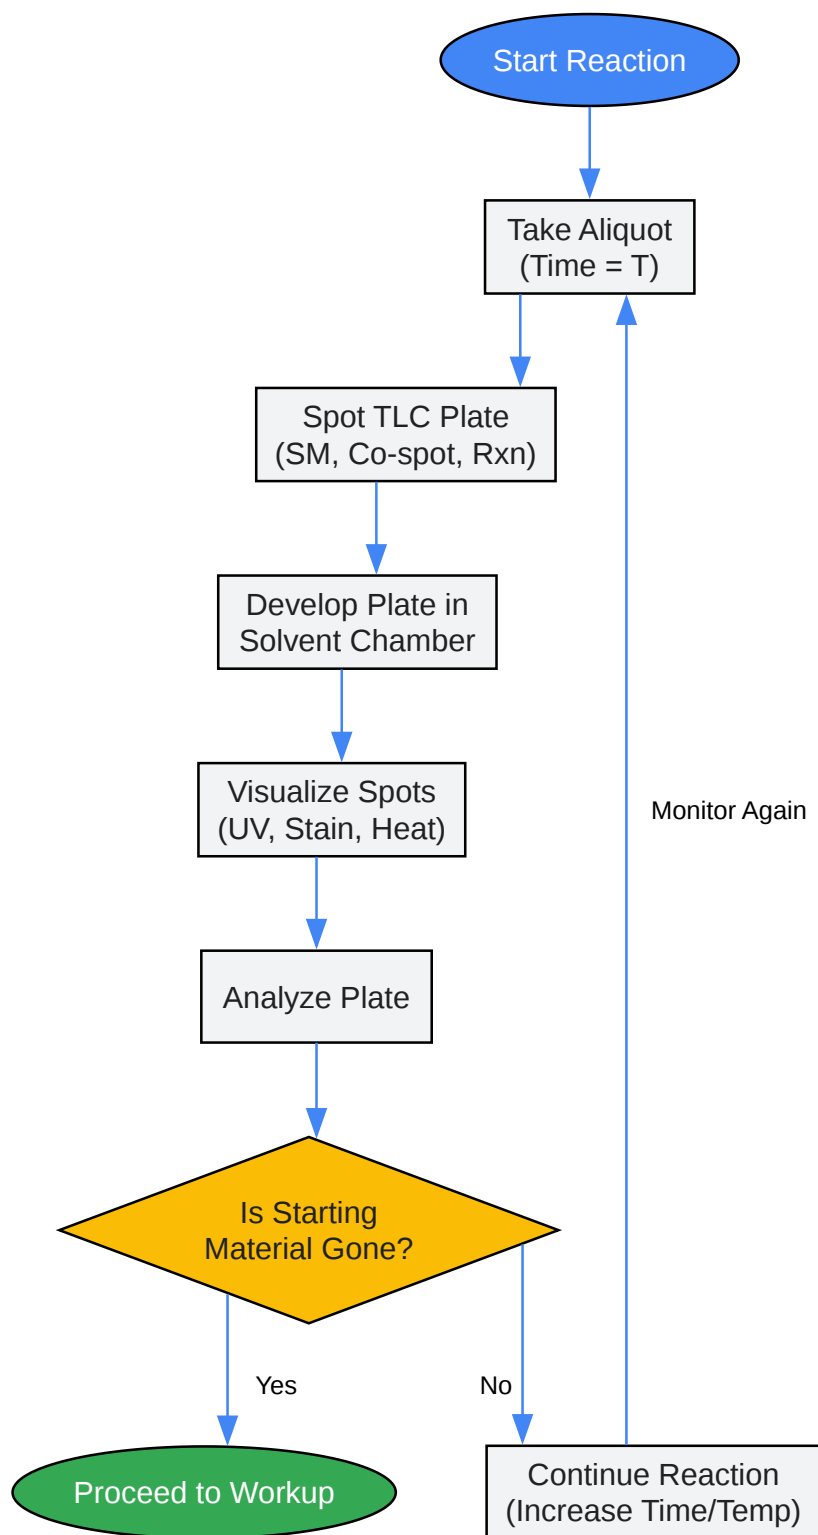 Start Reaction
Take Aliquot
(Time = T)
Spot TLC Plate
(SM, Co-spot, Rxn)
Develop Plate in
Solvent Chamber
Visualize Spots
(UV, Stain, Heat)
Monitor Again
Analyze Plate
Is Starting
Material Gone?
Yes
No
Proceed to Workup
Continue Reaction
(Increase Time/Temp)